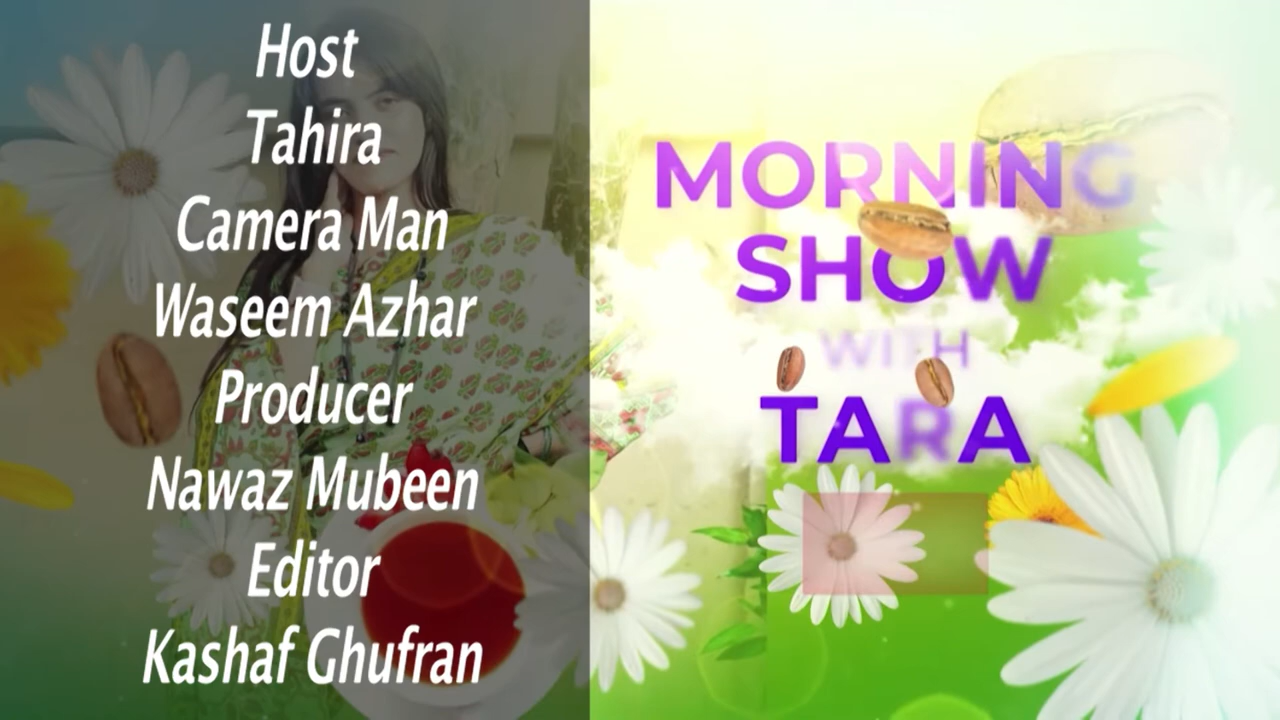 Host
Tahira
Camera Man
Waseem Azhar
Producer
Nawaz Mubeen
Editor
Kashaf Ghufran
MORNING
SHOW
WITH
TARA